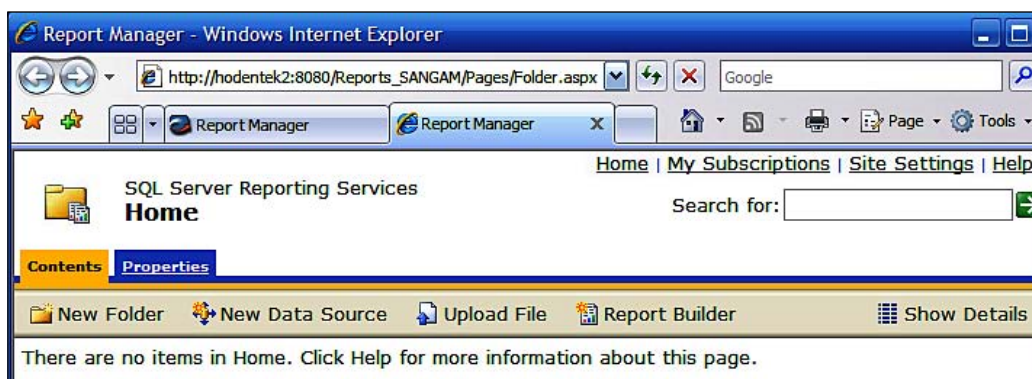 Report Manager - Windows Internet Explorer
http://hodentek2:8080/Reports_SANGAM/Pages/Folder.aspx
Google
Report Manager
Report Manager
Page
Tools
Home | My Subscriptions | Site Settings | Help
SQL Server Reporting Services
Home
Search for:
Contents
Properties
New Folder
New Data Source
Upload File
Report Builder
Show Details
There are no items in Home. Click Help for more information about this page.